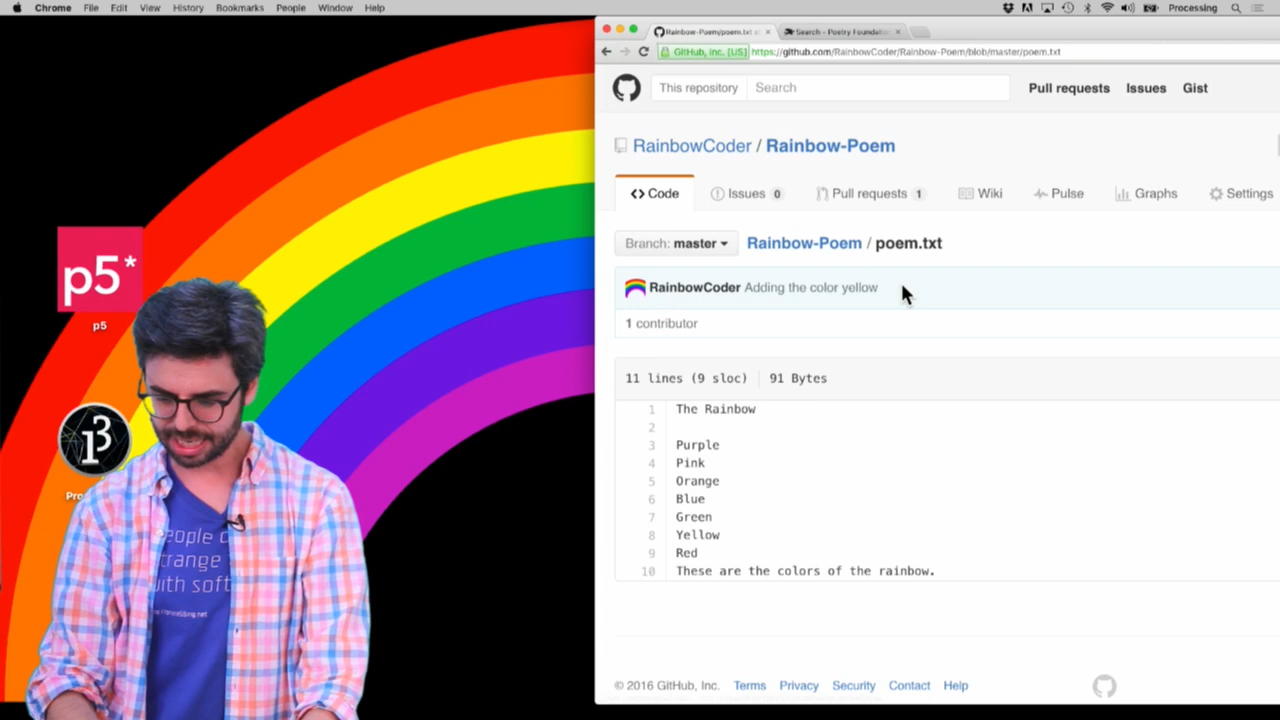 Chrome File Edit View History Bookmarks People Window Help Processing
Rainbow-Poem/poem.txt at
Search - Poetry Foundation
GitHub, Inc. [US] https://github.com/RainbowCoder/Rainbow-Poem/blob/master/poem.txt
This repository Search Pull requests Issues Gist
RainbowCoder / Rainbow-Poem
Code Issues 0 Pull requests 1 Wiki Pulse Graphs Settings
Branch: master Rainbow-Poem / poem.txt
RainbowCoder Adding the color yellow
1 contributor
11 lines (9 sloc) 91 Bytes
1 The Rainbow
2
3 Purple
4 Pink
5 Orange
6 Blue
7 Green
8 Yellow
9 Red
10 These are the colors of the rainbow.
© 2016 GitHub, Inc. Terms Privacy Security Contact Help
p5*
p5
Pro
eople
trange
with soft